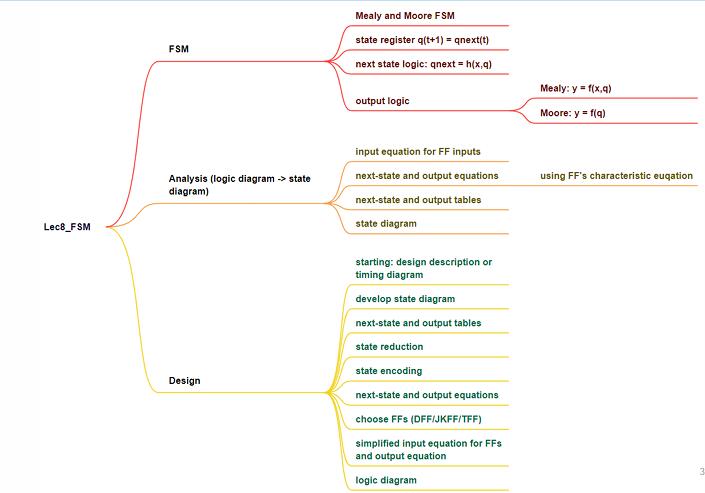 Lec8_FSM
FSM
Mealy and Moore FSM
state register q(t+1) = qnext(t)
next state logic: qnext = h(x,q)
output logic
Mealy: y = f(x,q)
Moore: y = f(q)
Analysis (logic diagram -> state
diagram)
input equation for FF inputs
next-state and output equations
using FF's characteristic euqation
next-state and output tables
state diagram
Design
starting: design description or
timing diagram
develop state diagram
next-state and output tables
state reduction
state encoding
next-state and output equations
choose FFs (DFF/JKFF/TFF)
simplified input equation for FFs
and output equation
logic diagram
3